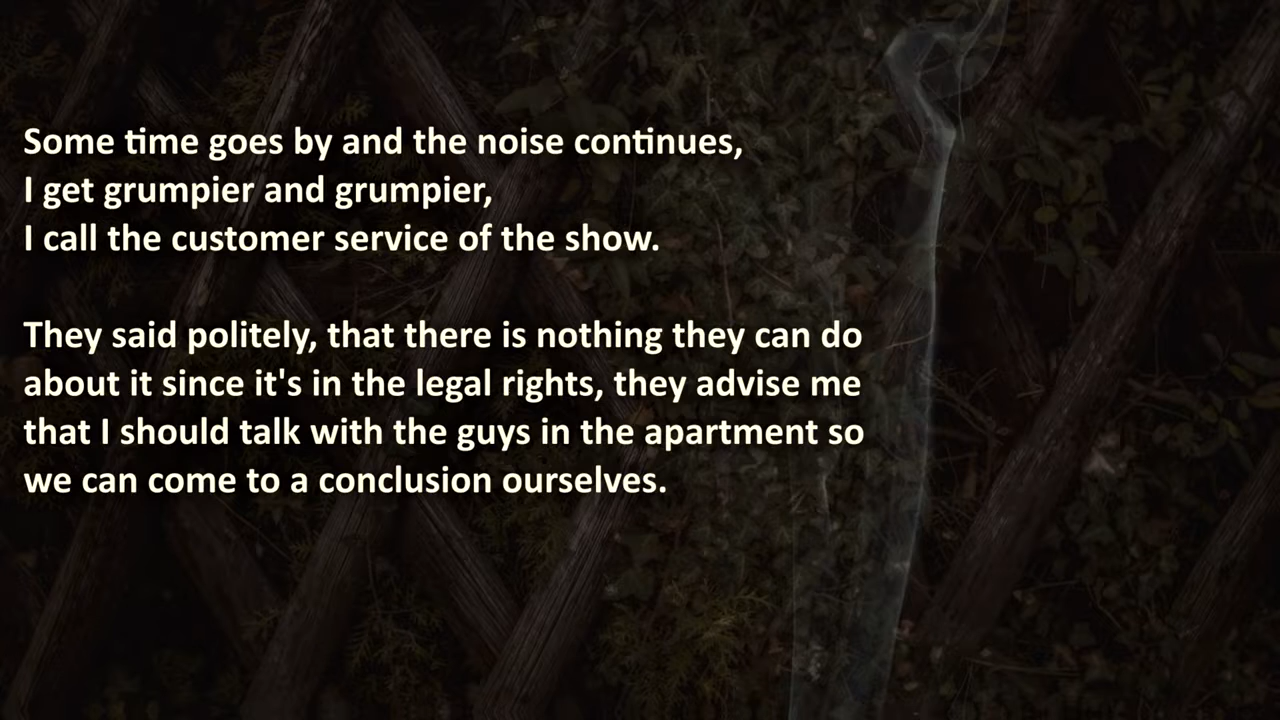 Some time goes by and the noise continues,
I get grumpier and grumpier,
I call the customer service of the show.
They said politely, that there is nothing they can do
about it since it's in the legal rights, they advise me
that I should talk with the guys in the apartment so
we can come to a conclusion ourselves.